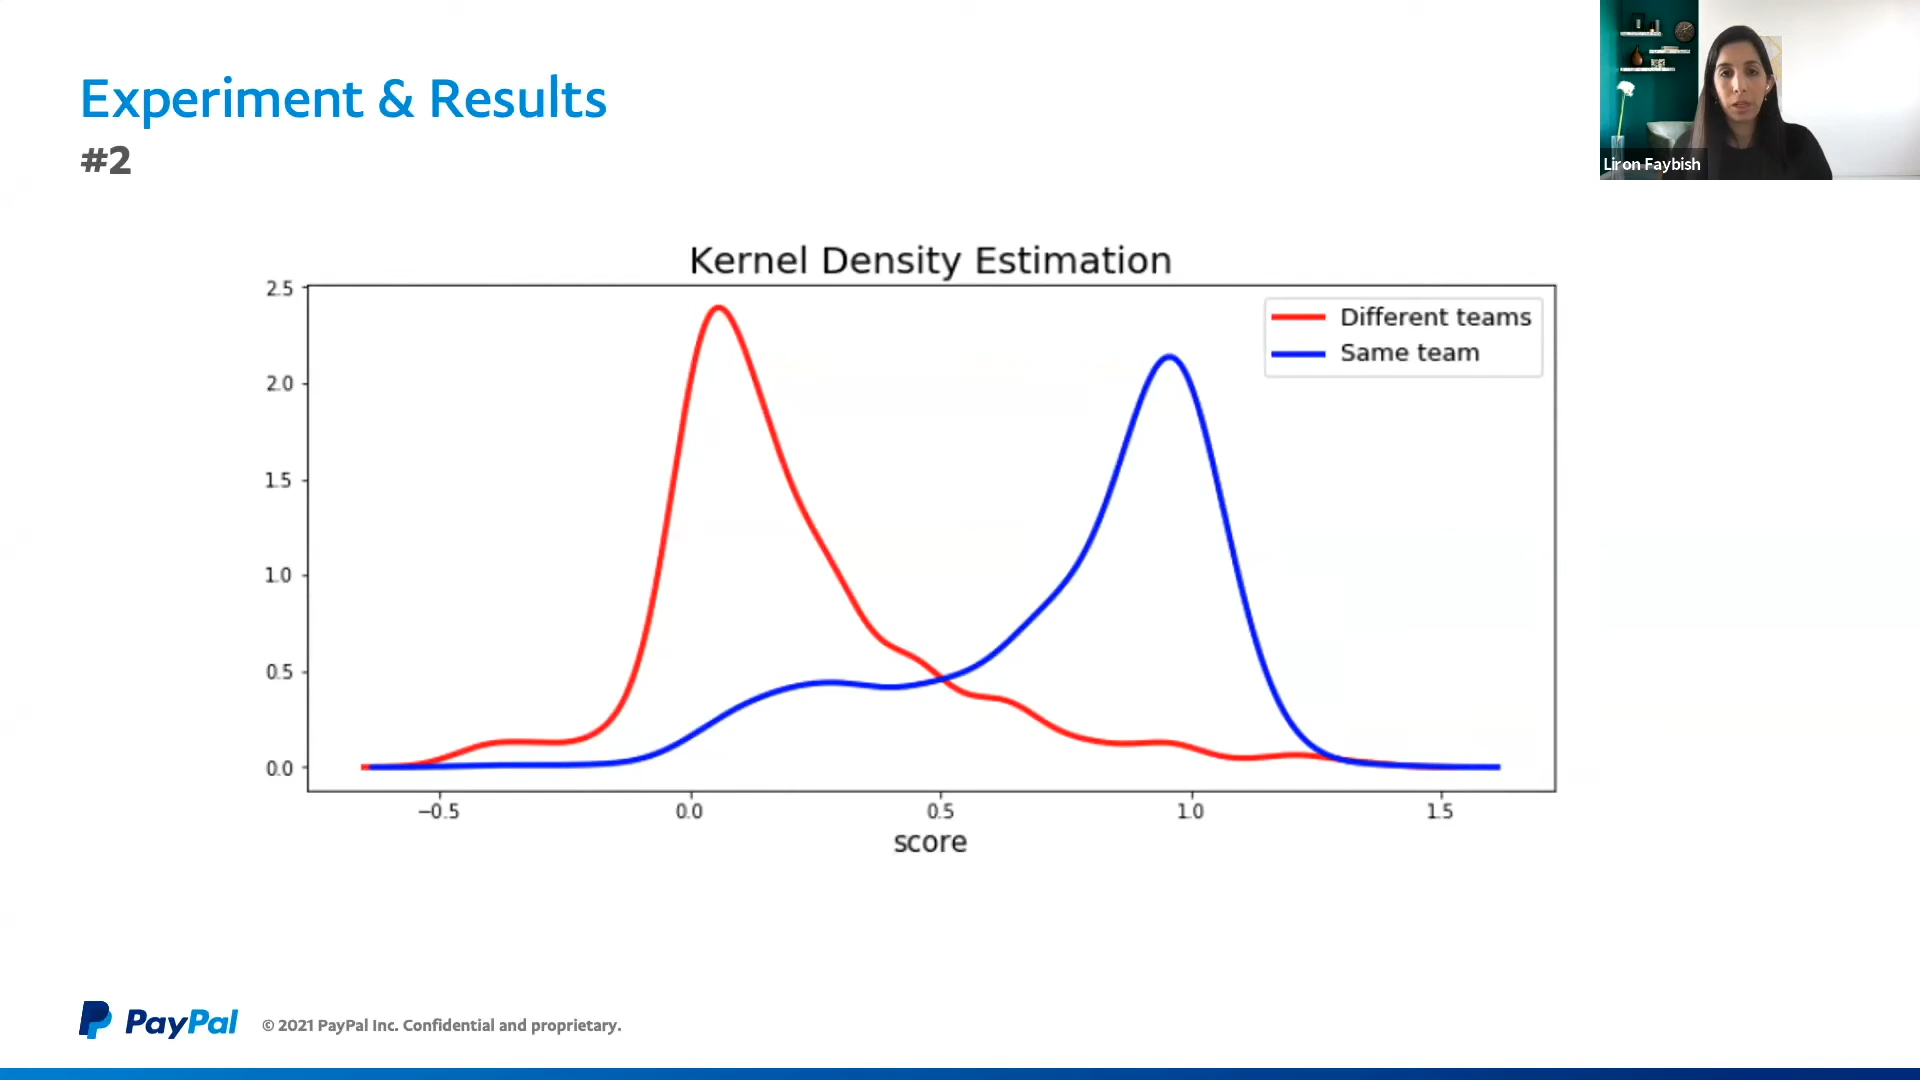 Experiment & Results
#2
Liron Faybish
Kernel Density Estimation
Different teams
Same team
2.5
2.0
1.5
1.0
0.5
0.0
−0.5 0.0 0.5 1.0 1.5
score
PayPal © 2021 PayPal Inc. Confidential and proprietary.